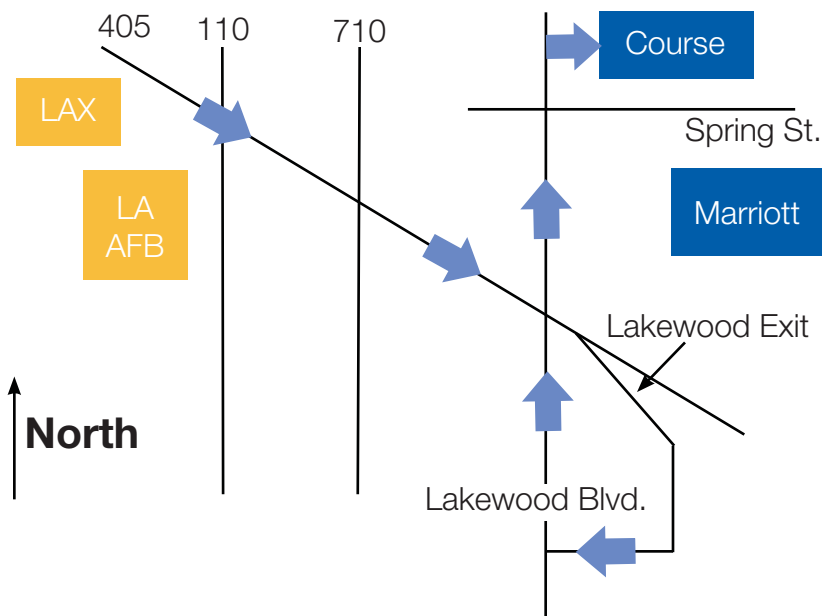 405
110
710
Course
LAX
Spring St.
LA
AFB
Marriott
Lakewood Exit
North
Lakewood Blvd.